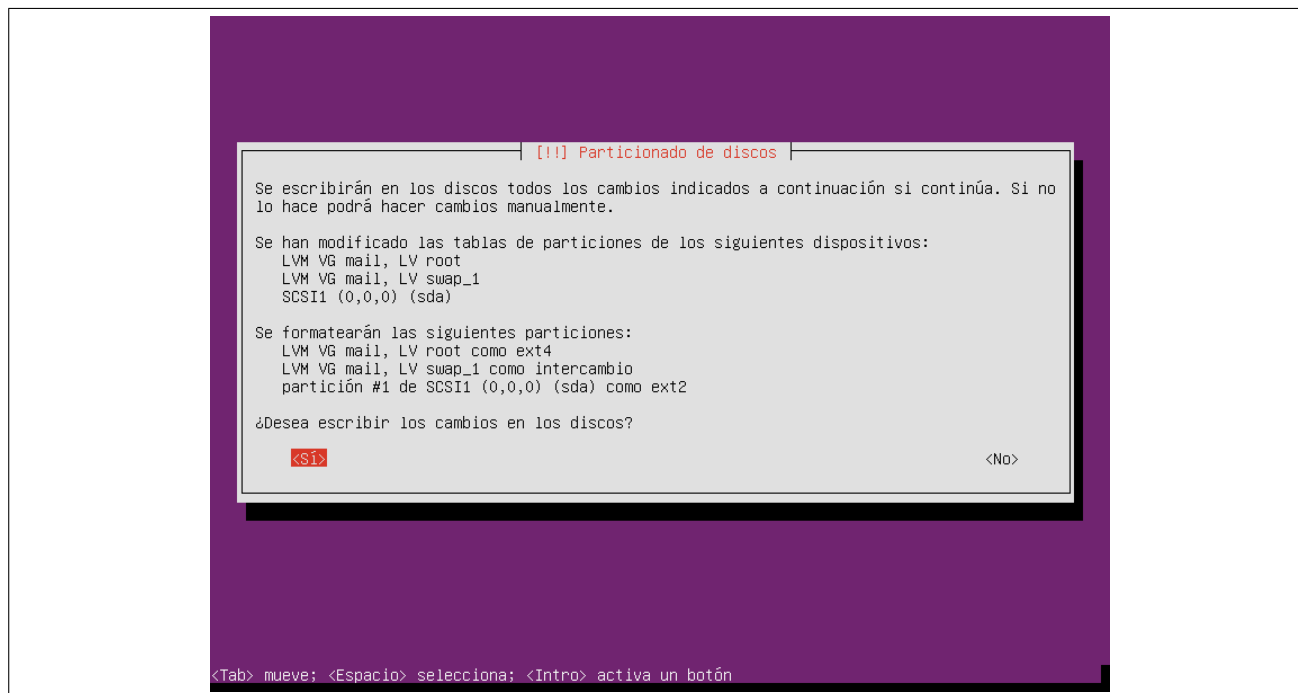 [!!] Particionado de discos
Se escribirán en los discos todos los cambios indicados a continuación si continúa. Si no
lo hace podrá hacer cambios manualmente.
Se han modificado las tablas de particiones de los siguientes dispositivos:
LVM VG mail, LV root
LVM VG mail, LV swap_1
SCSI1 (0,0,0) (sda)
Se formatearán las siguientes particiones:
LVM VG mail, LV root como ext4
LVM VG mail, LV swap_1 como intercambio
partición #1 de SCSI1 (0,0,0) (sda) como ext2
¿Desea escribir los cambios en los discos?
<Sí> <No>
<Tab> mueve; <Espacio> selecciona; <Intro> activa un botón